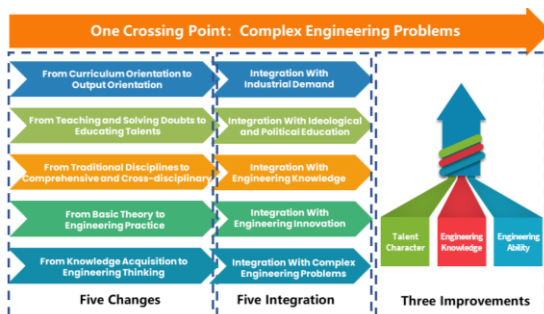 One Crossing Point: Complex Engineering Problems
From Curriculum Orientation to
Output Orientation
Integration With
Industrial Demand
From Teaching and Solving Doubts to
Educating Talents
Integration With Ideological
and Political Education
From Traditional Disciplines to
Comprehensive and Cross-disciplinary
Integration With
Engineering Knowledge
From Basic Theory to
Engineering Practice
Integration With
Engineering Innovation
From Knowledge Acquisition to
Engineering Thinking
Integration With Complex
Engineering Problems
Talent
Character
Engineering
Knowledge
Engineering
Ability
Five Changes
Five Integration
Three Improvements